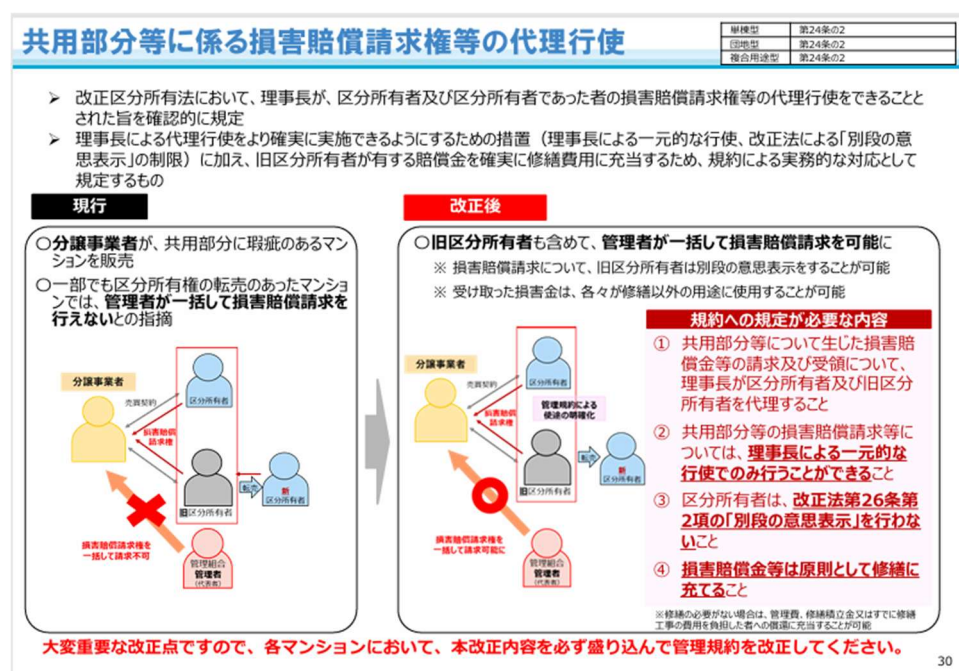 共用部分等に係る損害賠償請求権等の代理行使
単棟型 第24条の2
団地型 第24条の2
複合用途型 第24条の2
➢ 改正区分所有法において、理事長が、区分所有者及び区分所有者であった者の損害賠償請求権等の代理行使をできることと
された旨を確認的に規定
➢ 理事長による代理行使をより確実に実施できるようにするための措置（理事長による一元的な行使、改正法による「別段の意
思表示」の制限）に加え、旧区分所有者が有する賠償金を確実に修繕費用に充当するため、規約による実務的な対応として
規定するもの
現行
〇分譲事業者が、共用部分に瑕疵のあるマン
ションを販売
〇一部でも区分所有権の転売のあったマンショ
ンでは、管理者が一括して損害賠償請求を
行えないとの指摘
分譲事業者
売買契約
区分所有者
損害賠償
請求権
旧区分所有者
転売
新
区分所有者
損害賠償請求権を
一括して請求不可
管理組合
管理者
(代表者)
改正後
〇旧区分所有者も含めて、管理者が一括して損害賠償請求を可能に
※ 損害賠償請求について、旧区分所有者は別段の意思表示をすることが可能
※ 受け取った損害金は、各々が修繕以外の用途に使用することが可能
分譲事業者
売買契約
区分所有者
損害賠償
請求権
管理規約による
使途の明確化
旧区分所有者
転売
新
区分所有者
損害賠償請求権を
一括して請求可能に
管理組合
管理者
(代表者)
規約への規定が必要な内容
① 共用部分等について生じた損害賠
償金等の請求及び受領について、
理事長が区分所有者及び旧区分
所有者を代理すること
② 共用部分等の損害賠償請求等に
ついては、理事長による一元的な
行使でのみ行うことができること
③ 区分所有者は、改正法第26条第
2項の「別段の意思表示」を行わな
いこと
④ 損害賠償金等は原則として修繕に
充てること
※修繕の必要がない場合は、管理費、修繕積立金又はすでに修繕
工事の費用を負担した者への償還に充当することが可能
大変重要な改正点ですので、各マンションにおいて、本改正内容を必ず盛り込んで管理規約を改正してください。
30